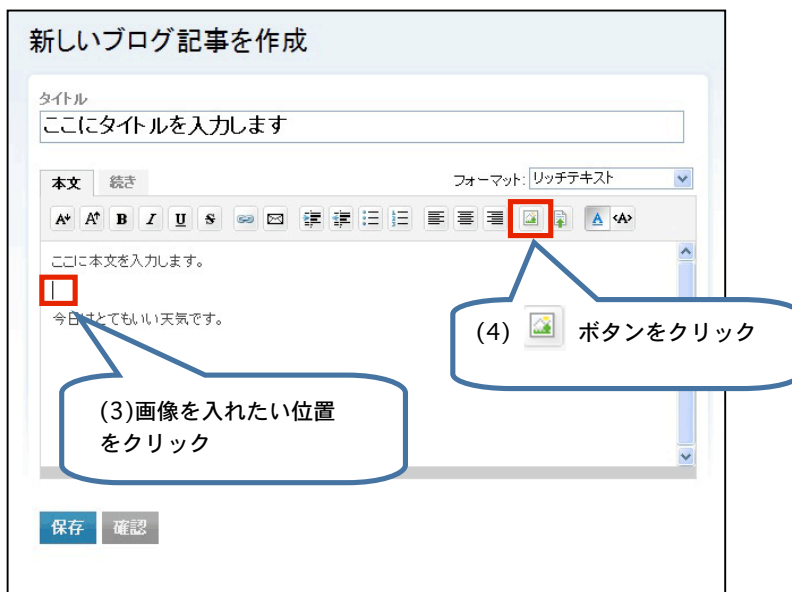 新しいブログ記事を作成
タイトル
ここにタイトルを入力します
本文 続き フォーマット: リッチテキスト
A A B I U S A <A>
ここに本文を入力します。
今日はとてもいい天気です。
(4) ボタンをクリック
(3)画像を入れたい位置
をクリック
保存 確認